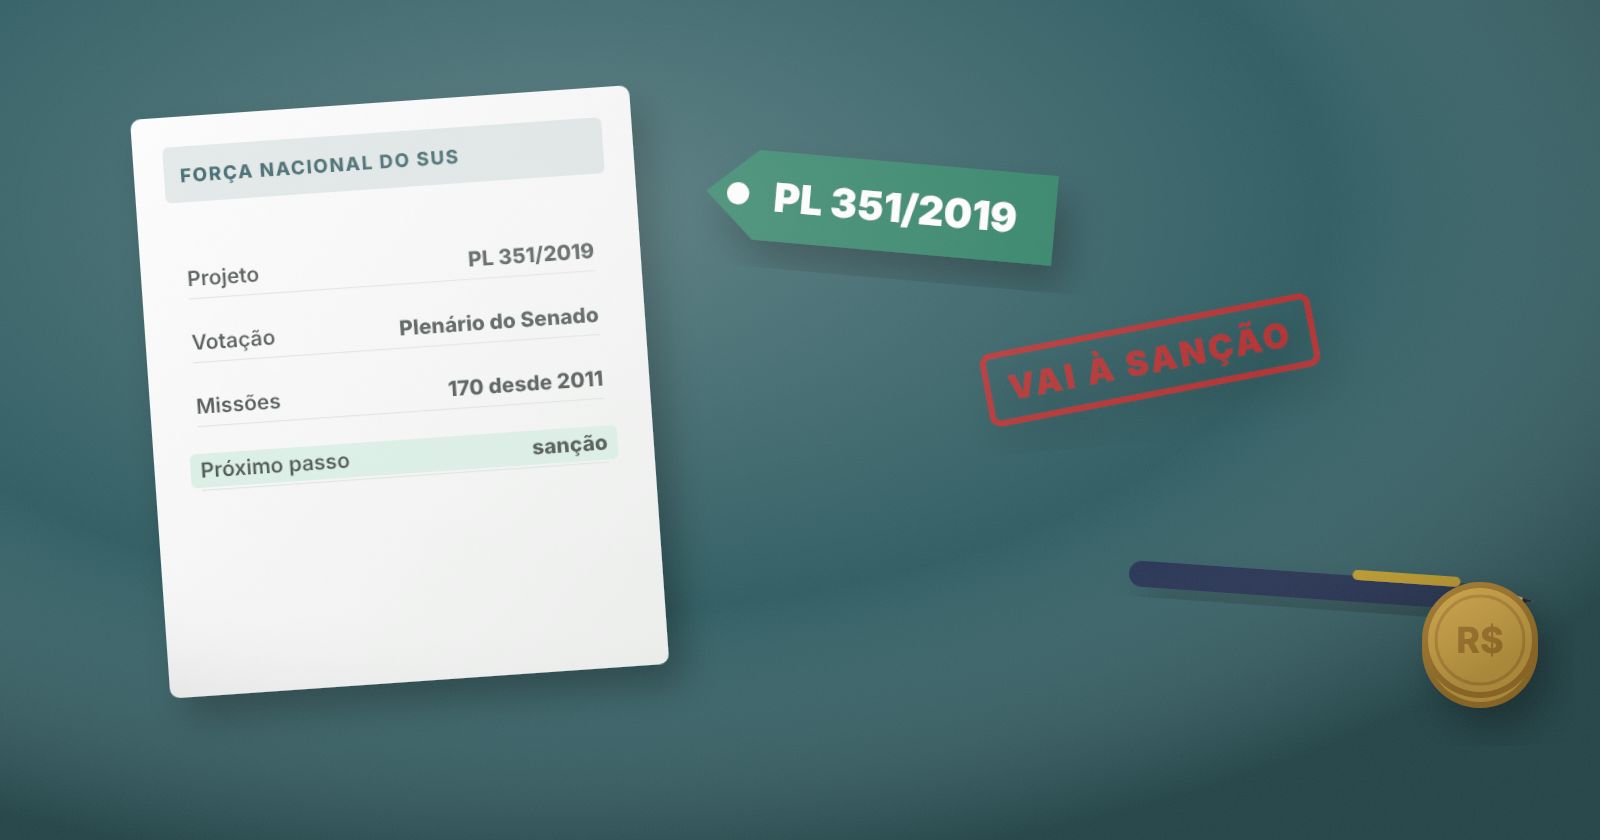 FORÇA NACIONAL DO SUS
Projeto PL 351/2019
Votação Plenário do Senado
Missões 170 desde 2011
Próximo passo sanção
PL 351/2019
VAI À SANÇÃO
R$